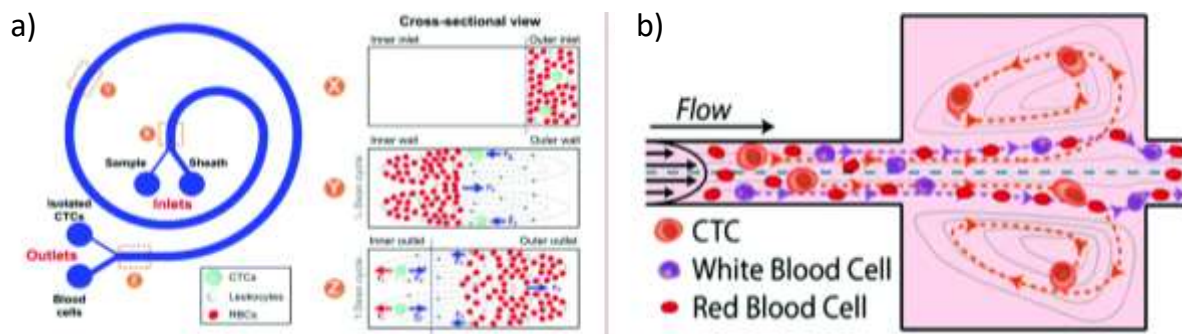 a)
Sample
Sheath
Inlets
Isolated
CTCs
Outlets
Blood
cells
CTCs
Leukocytes
RBCs
Cross-sectional view
Inner inlet
Outer inlet
X
Inner wall
Outer wall
Y
Inner outlet
Outer outlet
Z
b)
Flow
CTC
White Blood Cell
Red Blood Cell